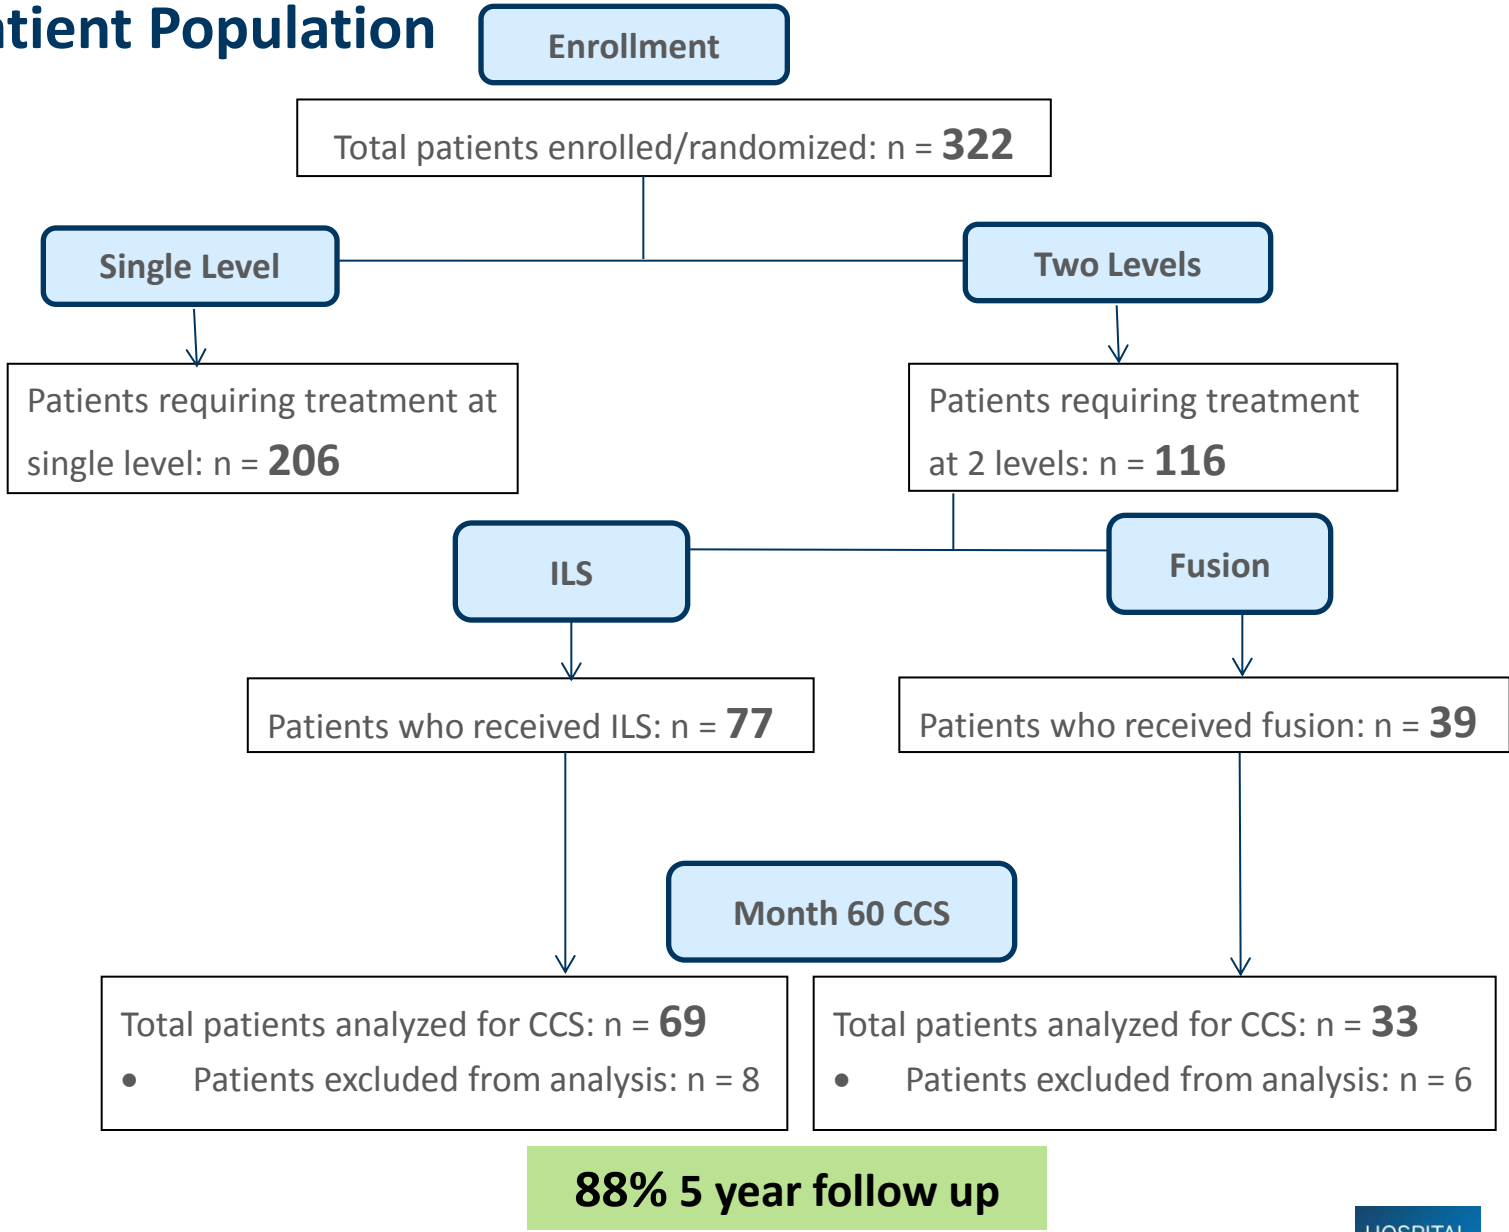 atient Population
Enrollment
Total patients enrolled/randomized: n = 322
Single Level
Two Levels
Patients requiring treatment at
single level: n = 206
Patients requiring treatment
at 2 levels: n = 116
ILS
Fusion
Patients who received ILS: n = 77
Patients who received fusion: n = 39
Month 60 CCS
Total patients analyzed for CCS: n = 69
• Patients excluded from analysis: n = 8
Total patients analyzed for CCS: n = 33
• Patients excluded from analysis: n = 6
88% 5 year follow up
HOSPITAL